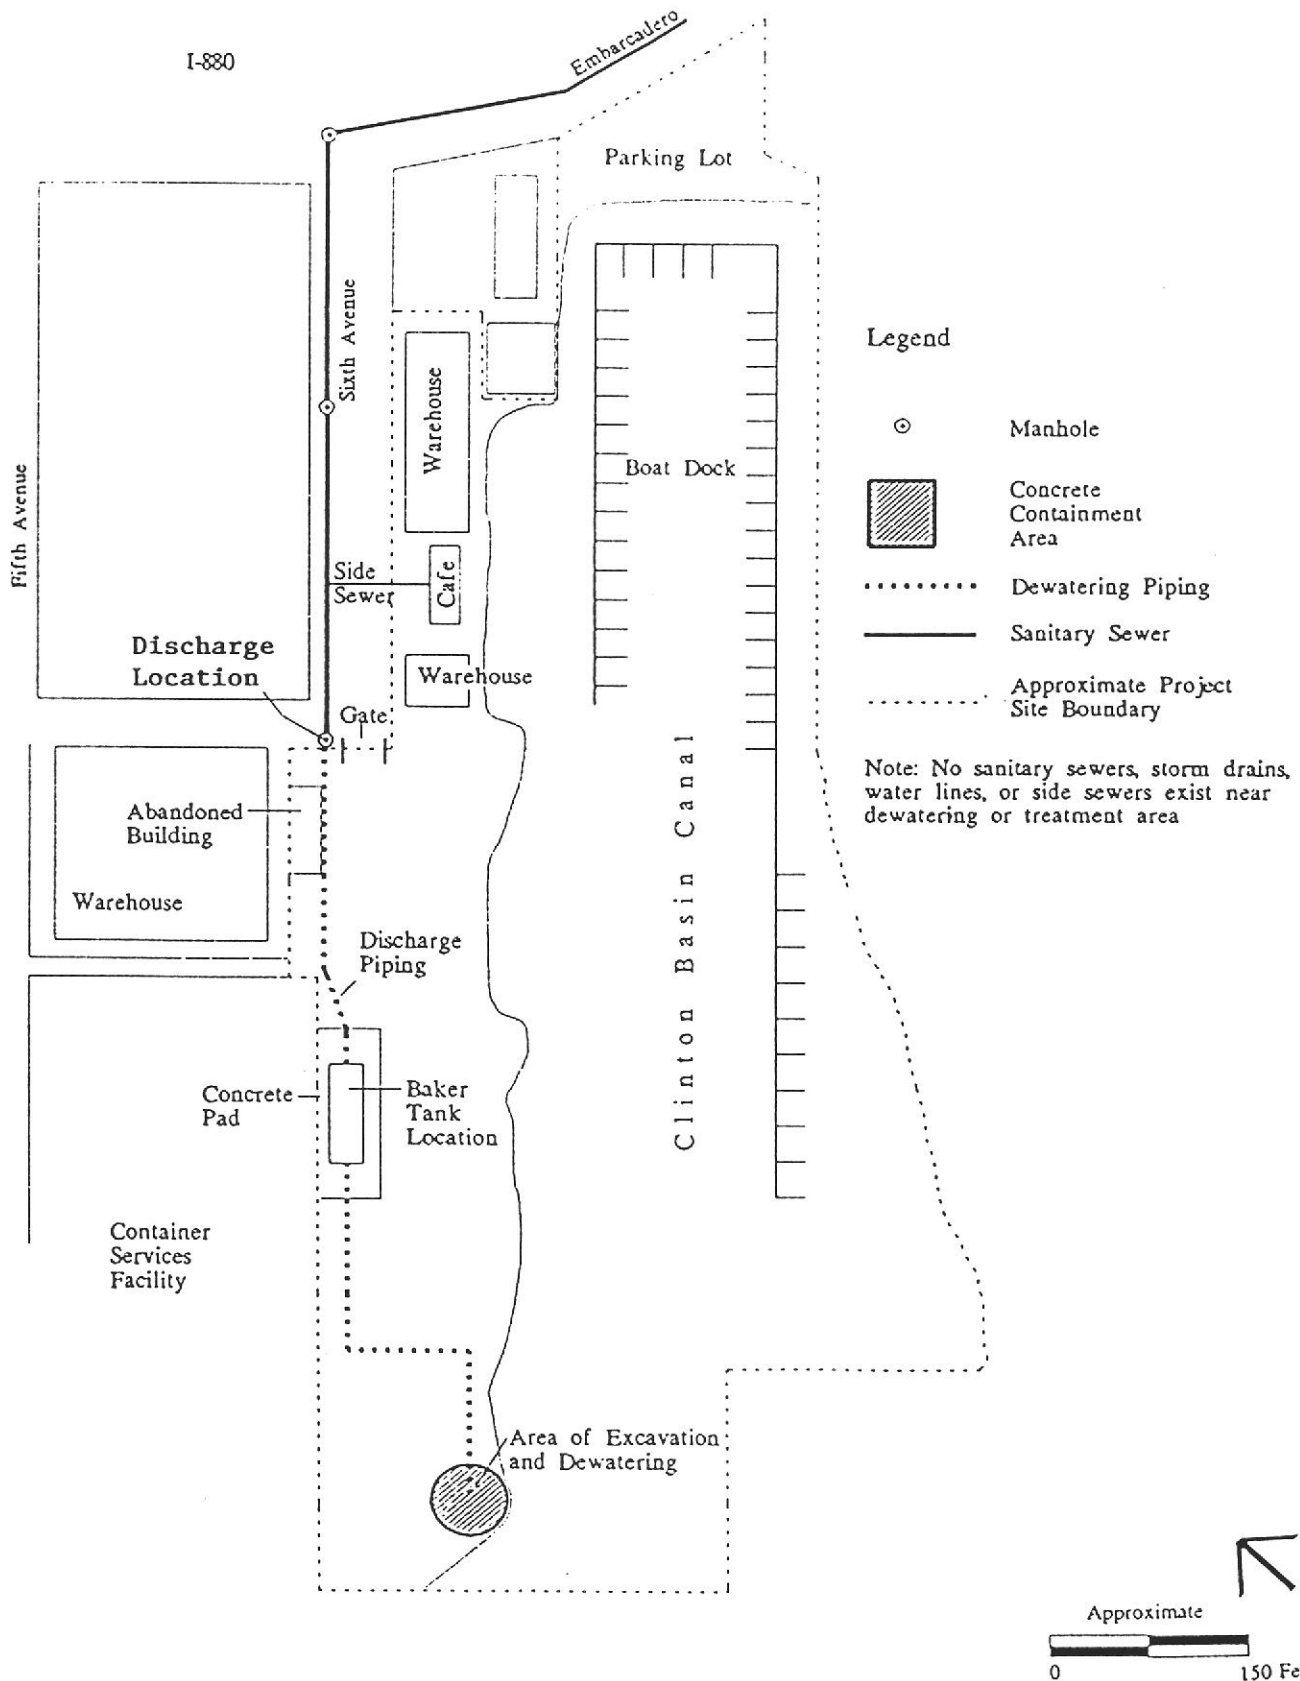 I-880
Embarcadero
Parking Lot
Sixth Avenue
Fifth Avenue
Warehouse
Boat Dock
Side
Sewer
Cafe
Discharge
Location
Warehouse
Gate
Abandoned
Building
Warehouse
Discharge
Piping
Clinton Basin Canal
Concrete
Pad
Baker
Tank
Location
Container
Services
Facility
Area of Excavation
and Dewatering
Legend
Manhole
Concrete
Containment
Area
Dewatering Piping
Sanitary Sewer
Approximate Project
Site Boundary
Note: No sanitary sewers, storm drains,
water lines, or side sewers exist near
dewatering or treatment area
Approximate
0 150 Fe